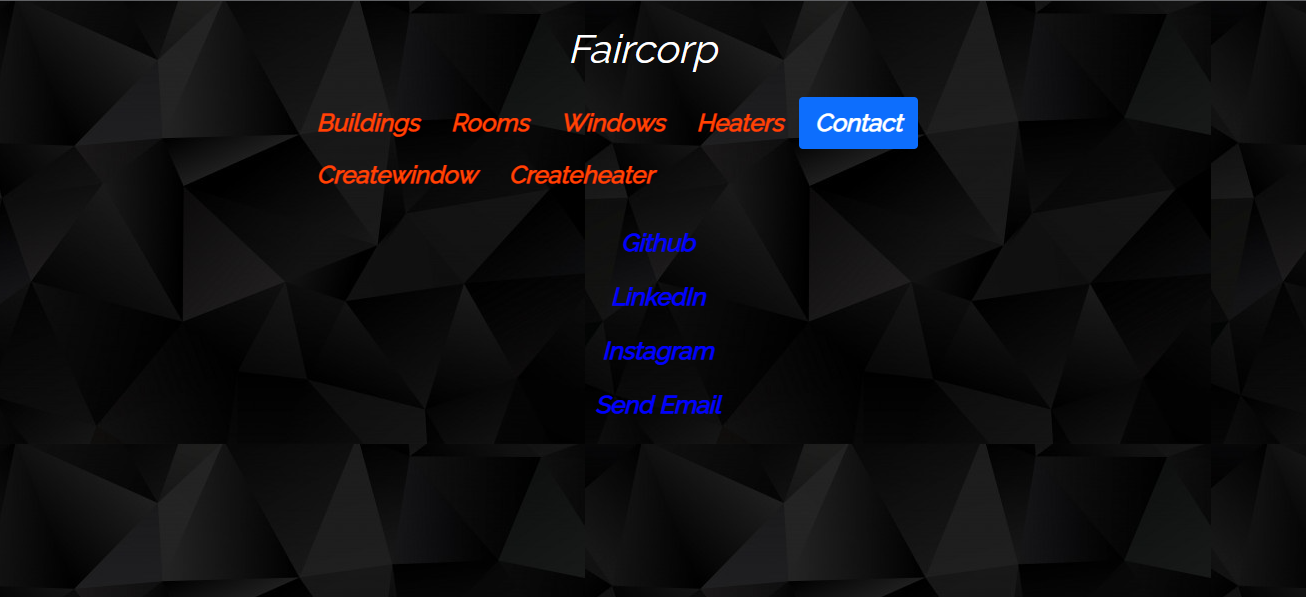 Faircorp
Buildings Rooms Windows Heaters Contact
Createwindow Createheater
Github
LinkedIn
Instagram
Send Email